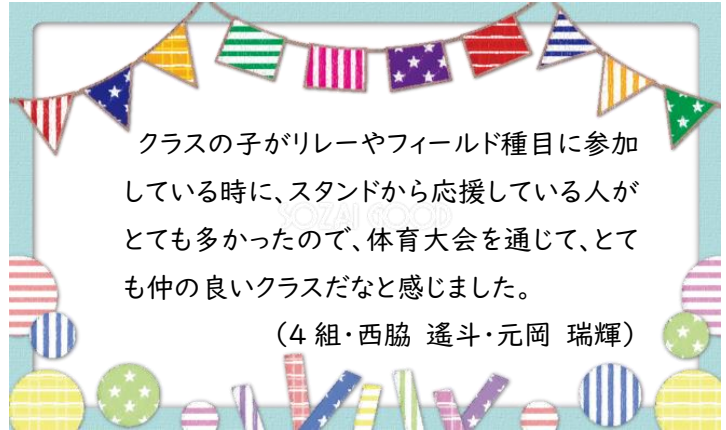 クラスの子がリレーやフィールド種目に参加
している時に、スタンドから応援している人が
とても多かったので、体育大会を通じて、とて
も仲の良いクラスだなと感じました。
（4 組・西脇 遙斗・元岡 瑞輝）
SOZAI GOOD